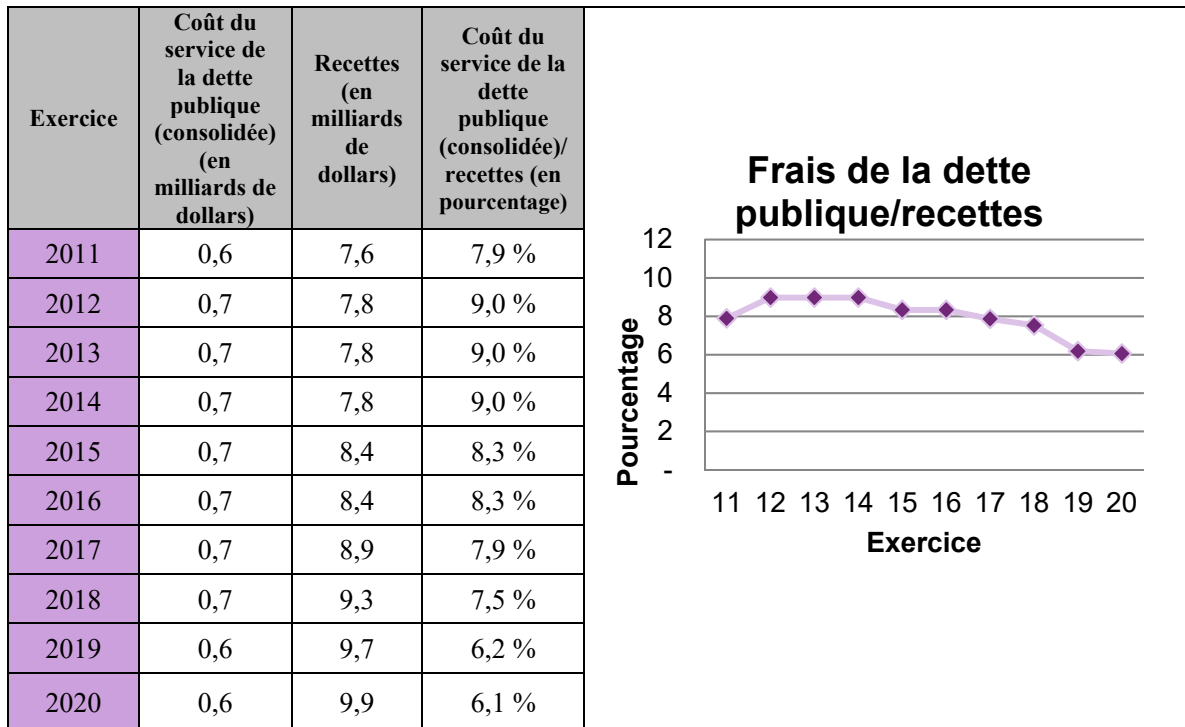 Exercice
Coût du
service de
la dette
publique
(consolidée)
(en
milliards de
dollars)
Recettes
(en
milliards
de
dollars)
Coût du
service de la
dette
publique
(consolidée)/
recettes (en
pourcentage)
2011 0,6 7,6 7,9 %
2012 0,7 7,8 9,0 %
2013 0,7 7,8 9,0 %
2014 0,7 7,8 9,0 %
2015 0,7 8,4 8,3 %
2016 0,7 8,4 8,3 %
2017 0,7 8,9 7,9 %
2018 0,7 9,3 7,5 %
2019 0,6 9,7 6,2 %
2020 0,6 9,9 6,1 %
Frais de la dette
publique/recettes
Pourcentage
12
10
8
6
4
2
-
11 12 13 14 15 16 17 18 19 20
Exercice